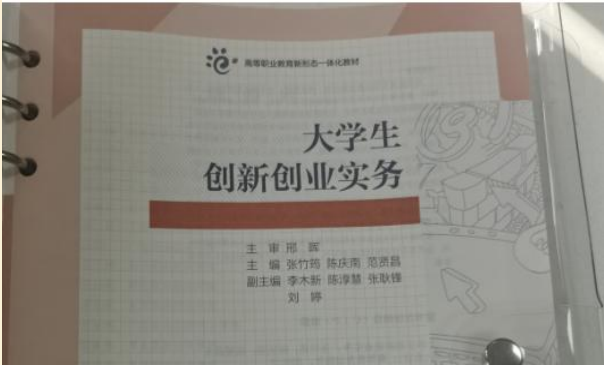 高等职业教育新形态一体化教材
大学生
创新创业实务
主 审 邢 晖
主 编 张竹筠 陈庆南 范贤昌
副主编 李木新 陈淳慧 张耿锋
刘 婷